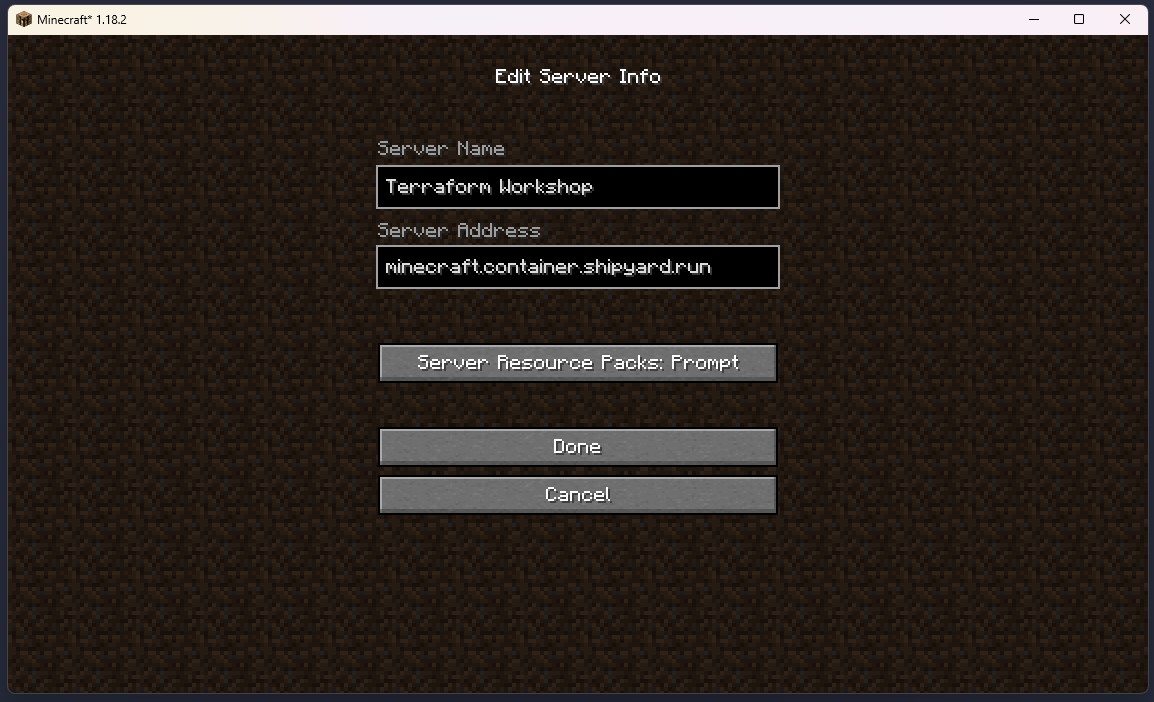 Minecraft* 1.18.2
Edit Server Info
Server Name
Terraform Workshop
Server Address
minecraft.container.shipyard.run
Server Resource Packs: Prompt
Done
Cancel